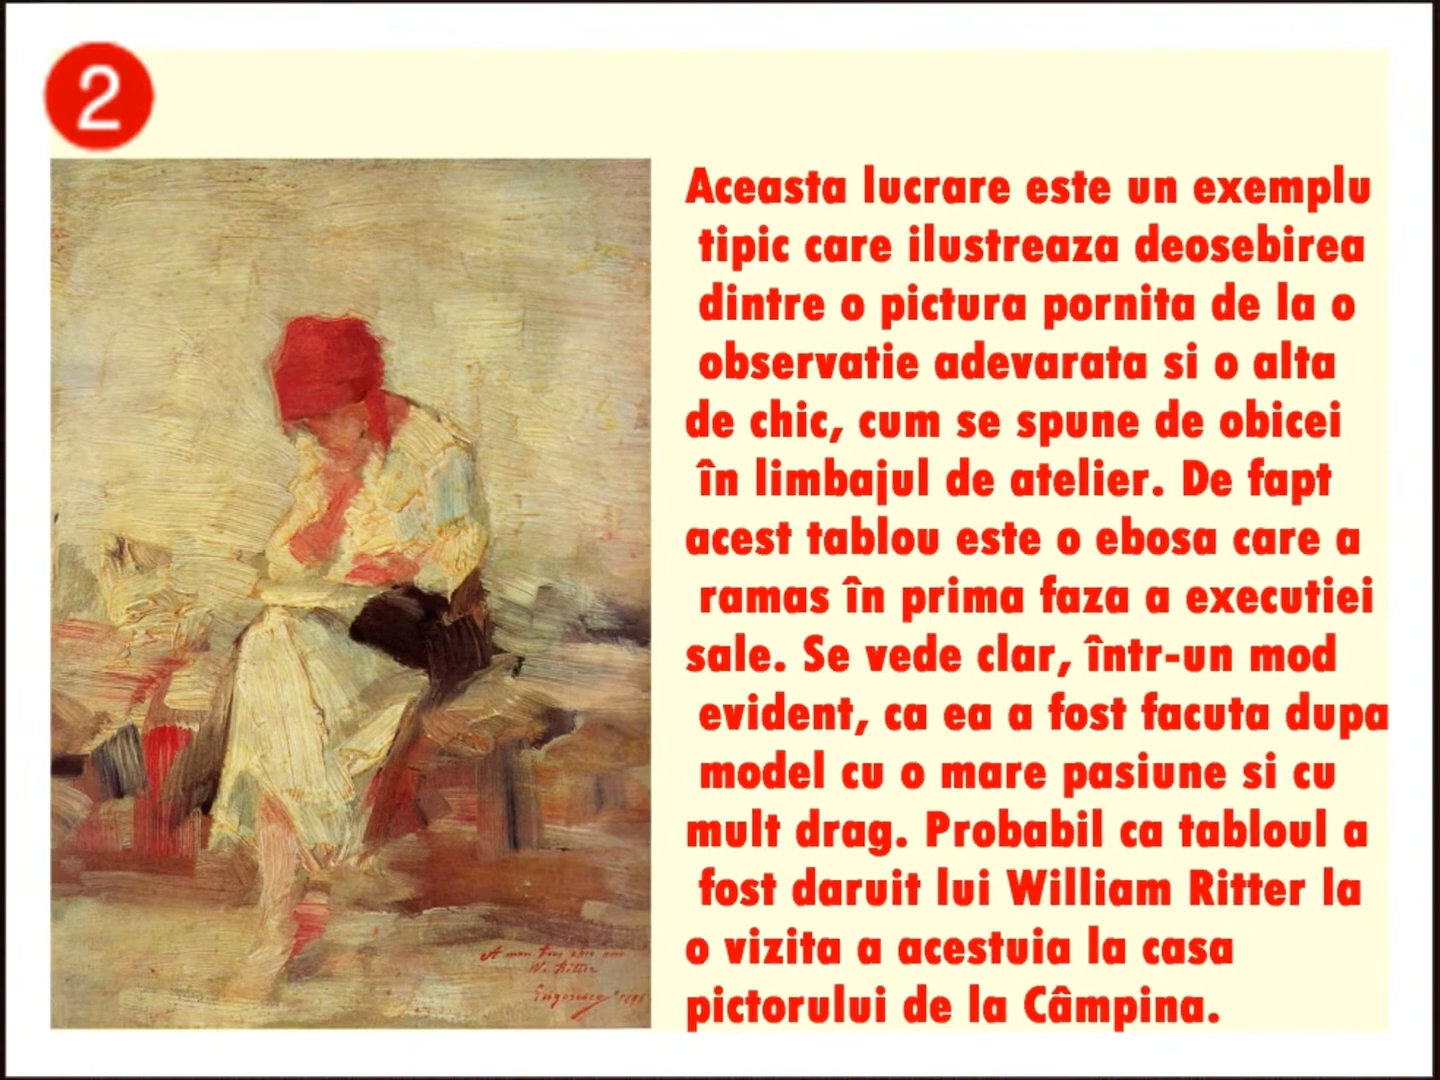 2
Aceasta lucrare este un exemplu
tipic care ilustreaza deosebirea
dintre o pictura pornita de la o
observatie adevarata si o alta
de chic, cum se spune de obicei
în limbajul de atelier. De fapt
acest tablou este o ebosa care a
ramas în prima faza a executiei
sale. Se vede clar, într-un mod
evident, ca ea a fost facuta dupa
model cu o mare pasiune si cu
mult drag. Probabil ca tabloul a
fost daruit lui William Ritter la
o vizita a acestuia la casa
pictorului de la Câmpina.
A mon
W. Ritter